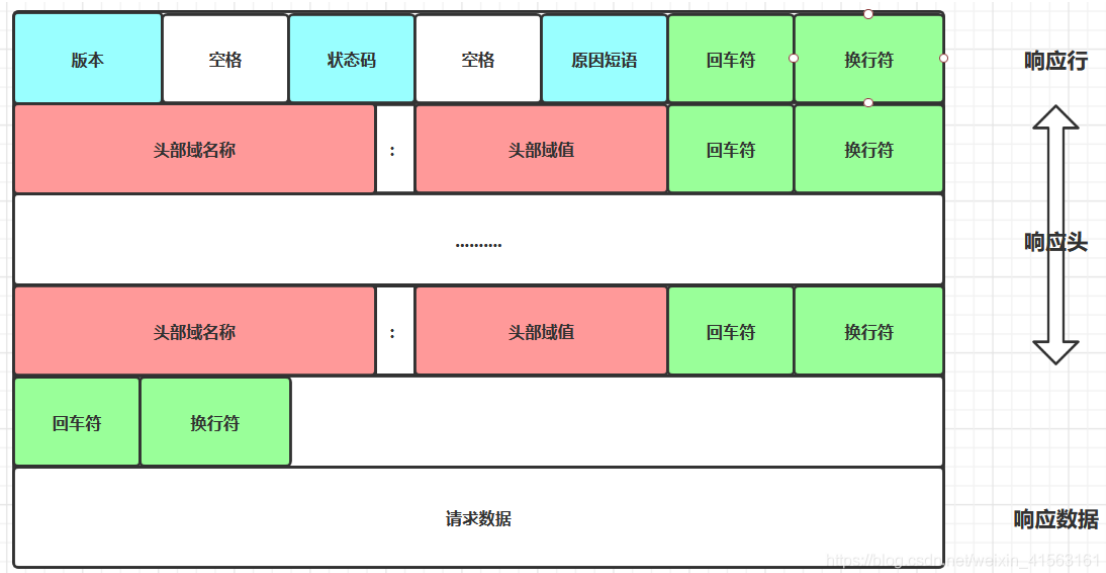 版本 空格 状态码 空格 原因短语 回车符 换行符 响应行
头部域名称 : 头部域值 回车符 换行符
.......... 响应头
头部域名称 : 头部域值 回车符 换行符
回车符 换行符
请求数据 响应数据
https://blog.csdn.net/weixin_41563161